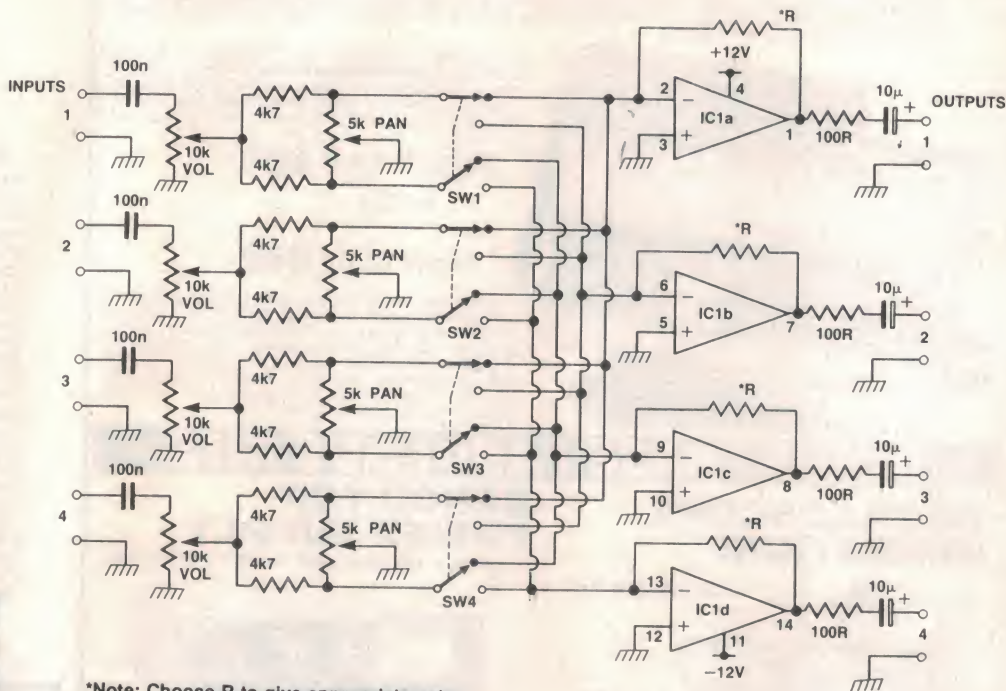 *R
+12V
INPUTS
100n
1
10k
VOL
4k7
4k7
5k PAN
SW1
2
3
4
IC1a
1
100R
10µ
+
OUTPUTS
1
100n
2
10k
VOL
4k7
4k7
5k PAN
SW2
*R
6
5
IC1b
7
100R
10µ
+
2
100n
3
10k
VOL
4k7
4k7
5k PAN
SW3
*R
9
10
IC1c
8
100R
10µ
+
3
100n
4
10k
VOL
4k7
4k7
5k PAN
SW4
*R
13
12
IC1d
11
−12V
14
100R
10µ
+
4
*Note: Choose R to give